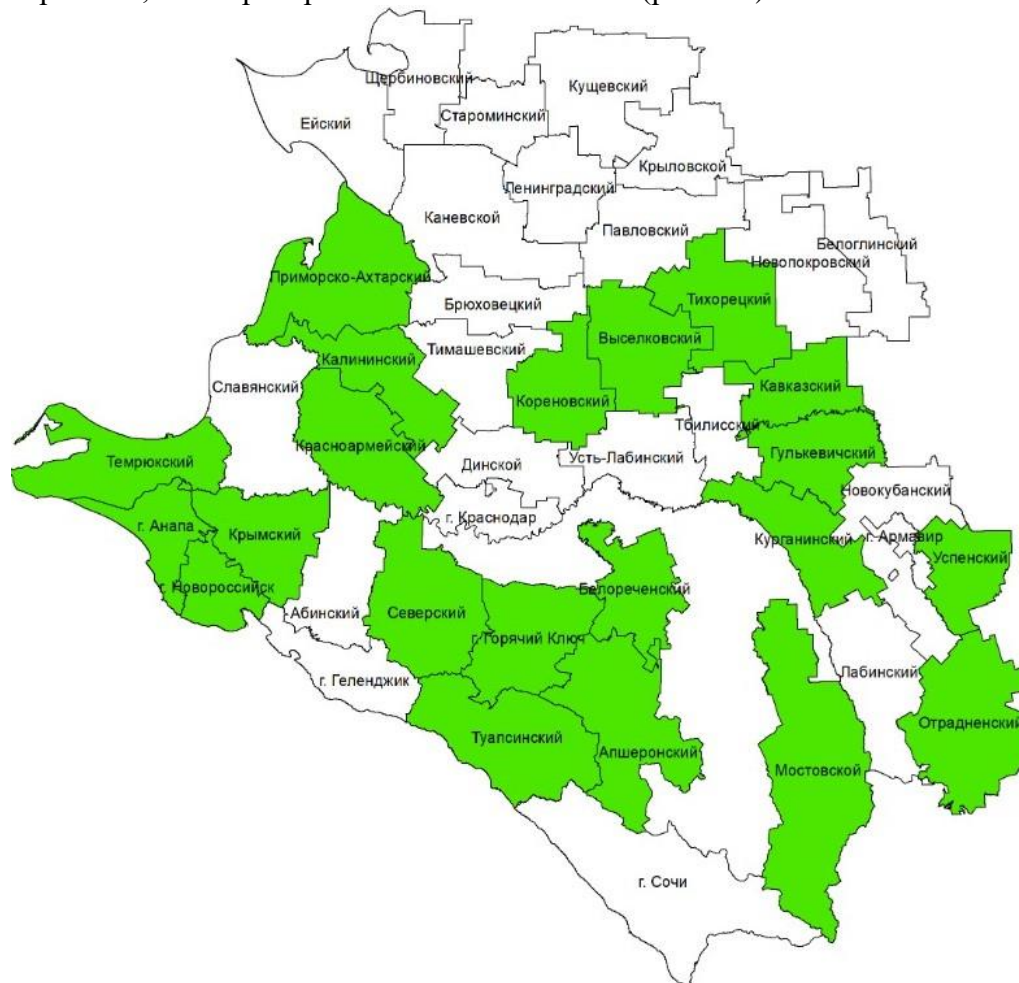 Щербиновский
Кущевский
Староминский
Ейский
Крыловской
Ленинградский
Каневской
Павловский
Белоглинский
Новопокровский
Приморско-Ахтарский
Тихорецкий
Брюховецкий
Выселковский
Тимашевский
Калининский
Славянский
Кавказский
Кореновский
Тбилисский
Красноармейский
Гулькевичский
Темрюкский
Динской
Усть-Лабинский
Новокубанский
г. Анапа
Крымский
г. Краснодар
г. Армавир
Курганинский
Успенский
г. Новороссийск
Белореченский
Абинский
Северский
г. Горячий Ключ
Лабинский
г. Геленджик
Отрадненский
Туапсинский
Апшеронский
Мостовской
г. Сочи